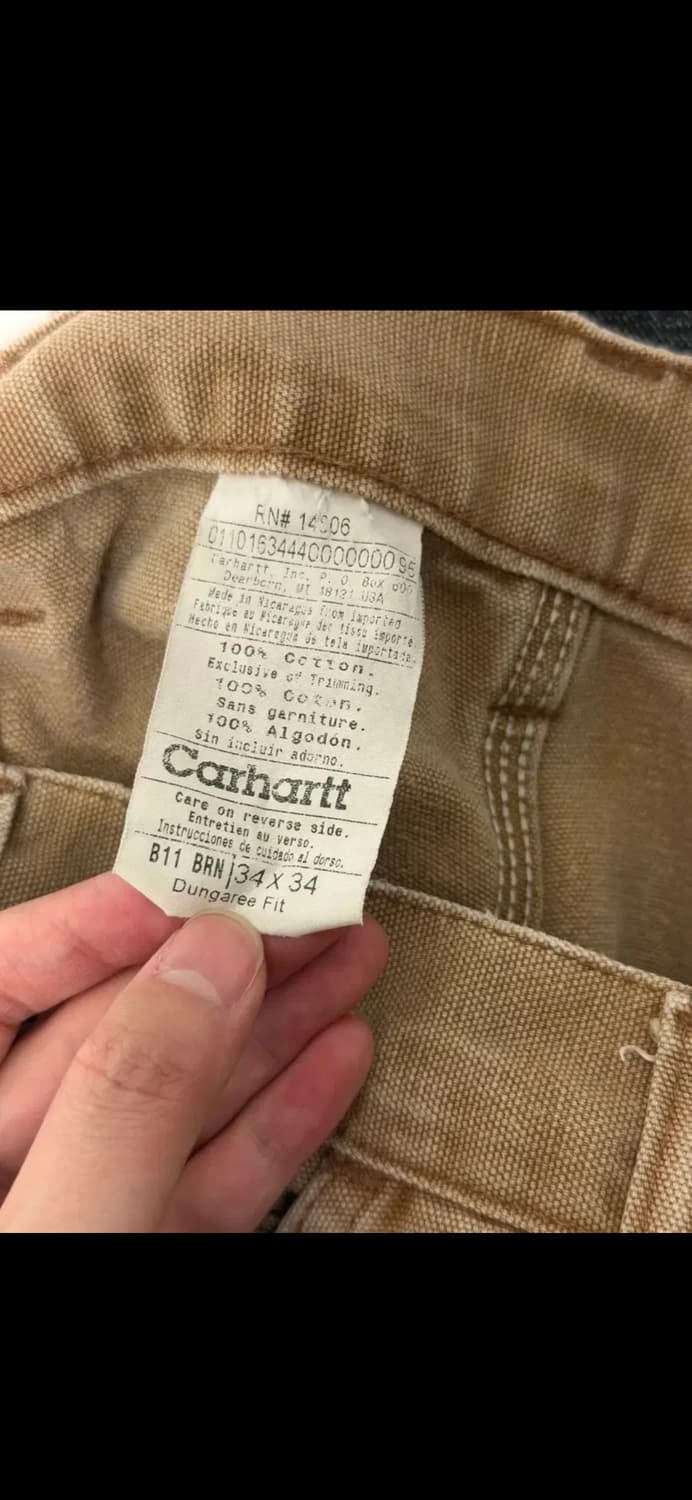 RN# 14806
0110163444000000096
Carhartt, Inc. P. O. Box 600
Dearborn, MI 48121 USA
Made in Nicaragua from imported
Fabriqué au Nicaragua des tissu importé.
Hecho en Nicaragua de tela importada.
100% Cotton.
Exclusive of Trimming.
100% Coton.
Sans garniture.
100% Algodón.
Sin incluir adorno.
Carhartt
Care on reverse side.
Entretien au verso.
Instrucciones de cuidado al dorso.
B11 BRN|34 x 34
Dungaree Fit